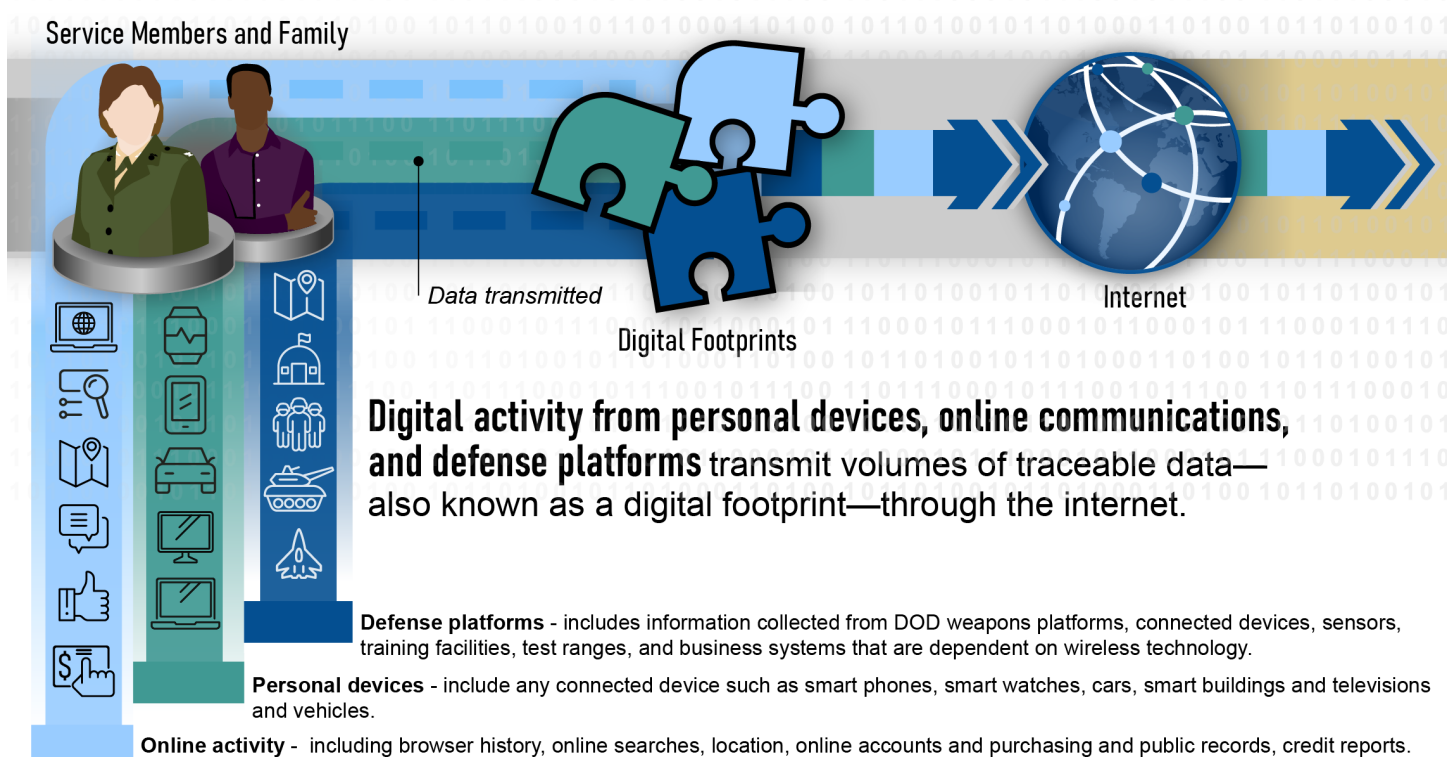 Service Members and Family
Data transmitted
Digital Footprints
Internet
Digital activity from personal devices, online communications,
and defense platforms transmit volumes of traceable data—
also known as a digital footprint—through the internet.
Defense platforms - includes information collected from DOD weapons platforms, connected devices, sensors,
training facilities, test ranges, and business systems that are dependent on wireless technology.
Personal devices - include any connected device such as smart phones, smart watches, cars, smart buildings and televisions
and vehicles.
Online activity - including browser history, online searches, location, online accounts and purchasing and public records, credit reports.